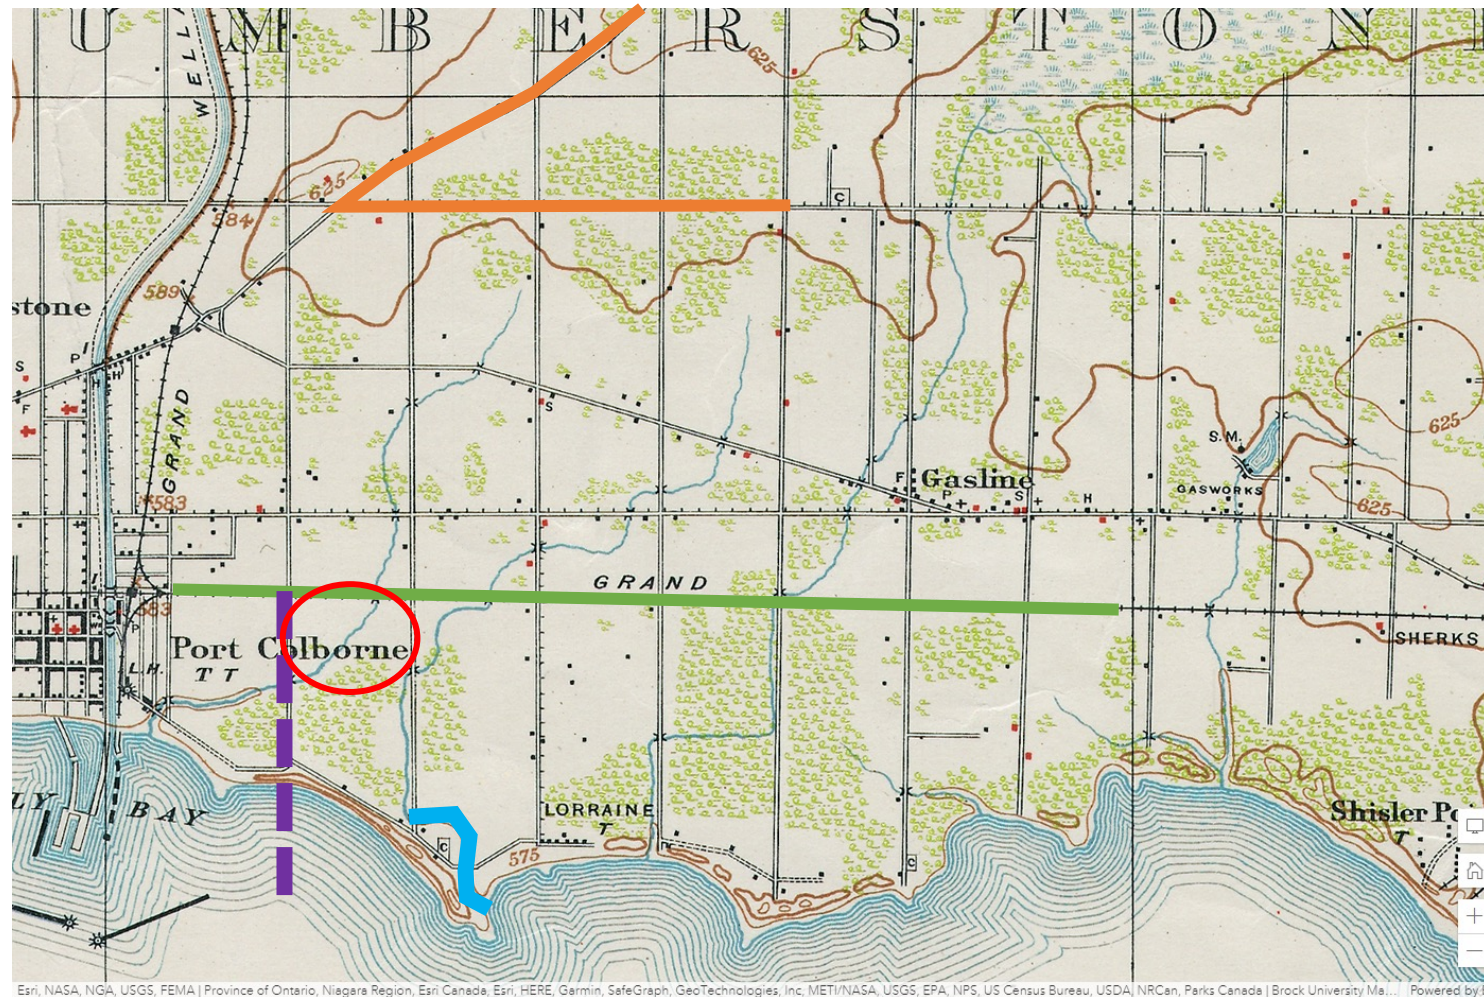 U M B E R S T O N
WELL
625
625
584
589
stone
I
P
H H
S
F
S
GRAND
S.M.
625
F
Gasline
P S H
GASWORKS
583
625
GRAND
I
583
P
SHERKS
Port Colborne
L.H.
T T
C
C
LORRAINE
T
575
C
LY BAY
Shisler Po
T
Esri, NASA, NGA, USGS, FEMA | Province of Ontario, Niagara Region, Esri Canada, Esri, HERE, Garmin, SafeGraph, GeoTechnologies, Inc, METI/NASA, USGS, EPA, NPS, US Census Bureau, USDA, NRCan, Parks Canada | Brock University Ma... Powered by